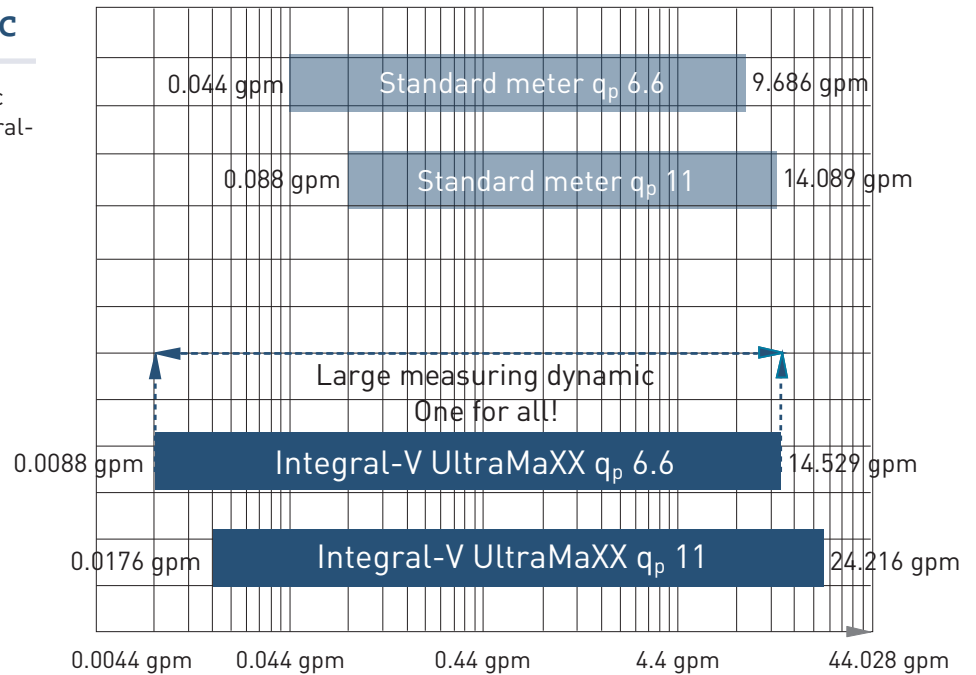 C
c
ral-
0.044 gpm Standard meter qp 6.6 9.686 gpm
0.088 gpm Standard meter qp 11 14.089 gpm
Large measuring dynamic
One for all!
0.0088 gpm Integral-V UltraMaXX qp 6.6 14.529 gpm
0.0176 gpm Integral-V UltraMaXX qp 11 24.216 gpm
0.0044 gpm 0.044 gpm 0.44 gpm 4.4 gpm 44.028 gpm